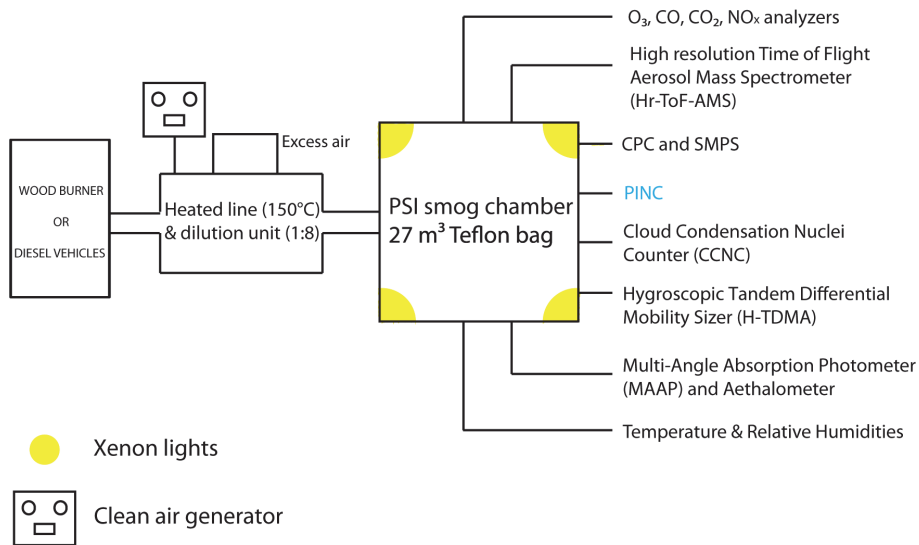 WOOD BURNER
OR
DIESEL VEHICLES
Excess air
Heated line (150°C)
& dilution unit (1:8)
PSI smog chamber
27 m³ Teflon bag
O₃, CO, CO₂, NOₓ analyzers
High resolution Time of Flight
Aerosol Mass Spectrometer
(Hr-ToF-AMS)
CPC and SMPS
PINC
Cloud Condensation Nuclei
Counter (CCNC)
Hygroscopic Tandem Differential
Mobility Sizer (H-TDMA)
Multi-Angle Absorption Photometer
(MAAP) and Aethalometer
Temperature & Relative Humidities
Xenon lights
Clean air generator